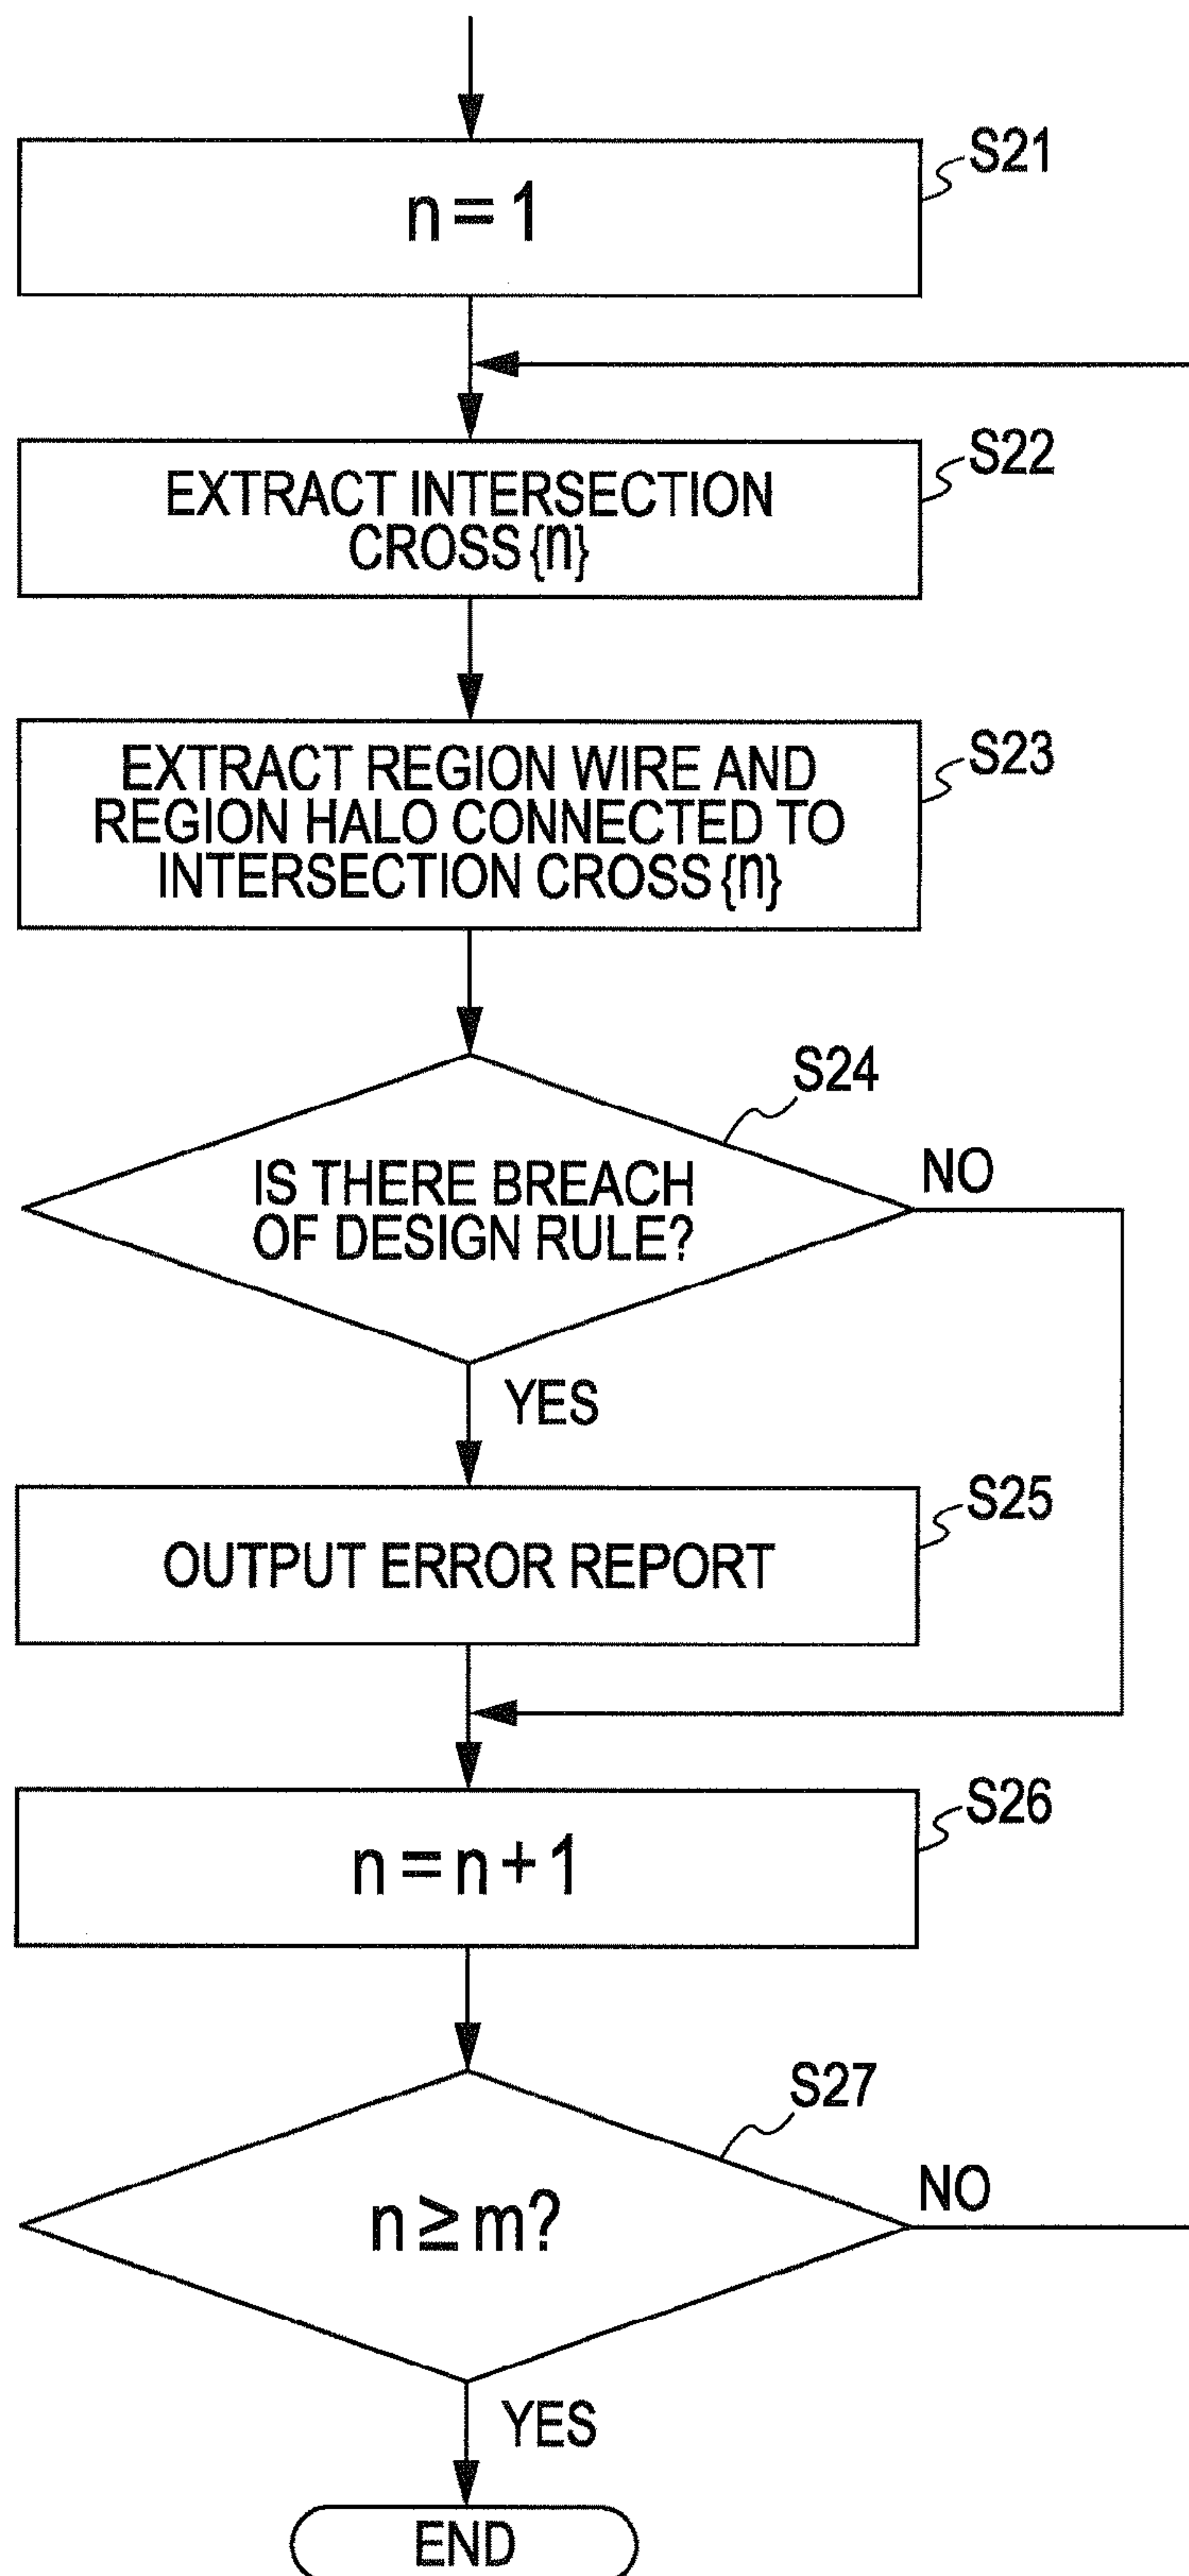 S21
n = 1
S22
EXTRACT INTERSECTION
CROSS {n}
S23
EXTRACT REGION WIRE AND
REGION HALO CONNECTED TO
INTERSECTION CROSS {n}
S24
IS THERE BREACH
OF DESIGN RULE?
NO
YES
S25
OUTPUT ERROR REPORT
S26
n = n + 1
S27
n ≥ m?
NO
YES
END